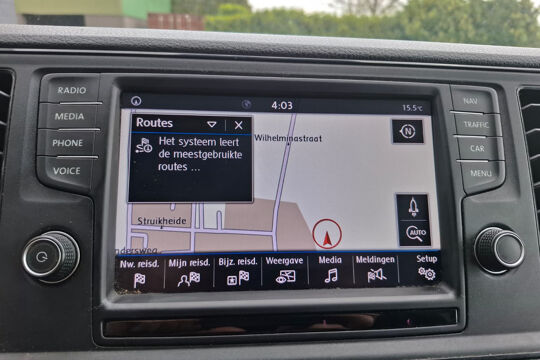 RADIO
MEDIA
PHONE
VOICE
4:03
15.5°C
Routes
Het systeem leert
de meestgebruikte
routes ...
Wilhelminastraat
N
Struikheide
AUTO
Nw. reisd.
Mijn reisd.
Bijz. reisd.
Weergave
Media
Meldingen
Setup
NAV
TRAFFIC
CAR
MENU